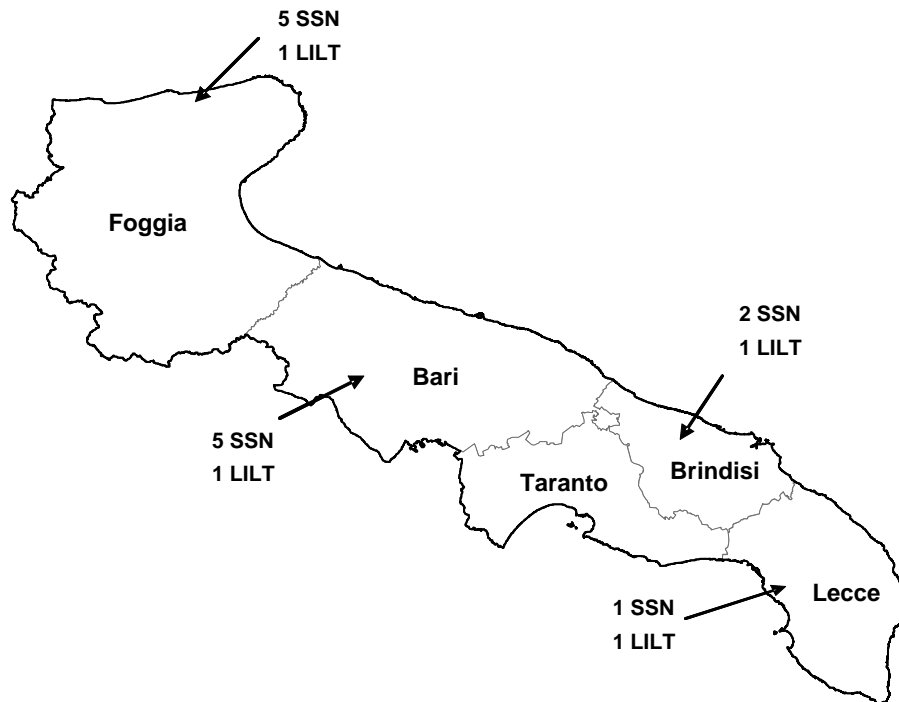 5 SSN
1 LILT
Foggia
2 SSN
1 LILT
Bari
5 SSN
1 LILT
Brindisi
Taranto
Lecce
1 SSN
1 LILT